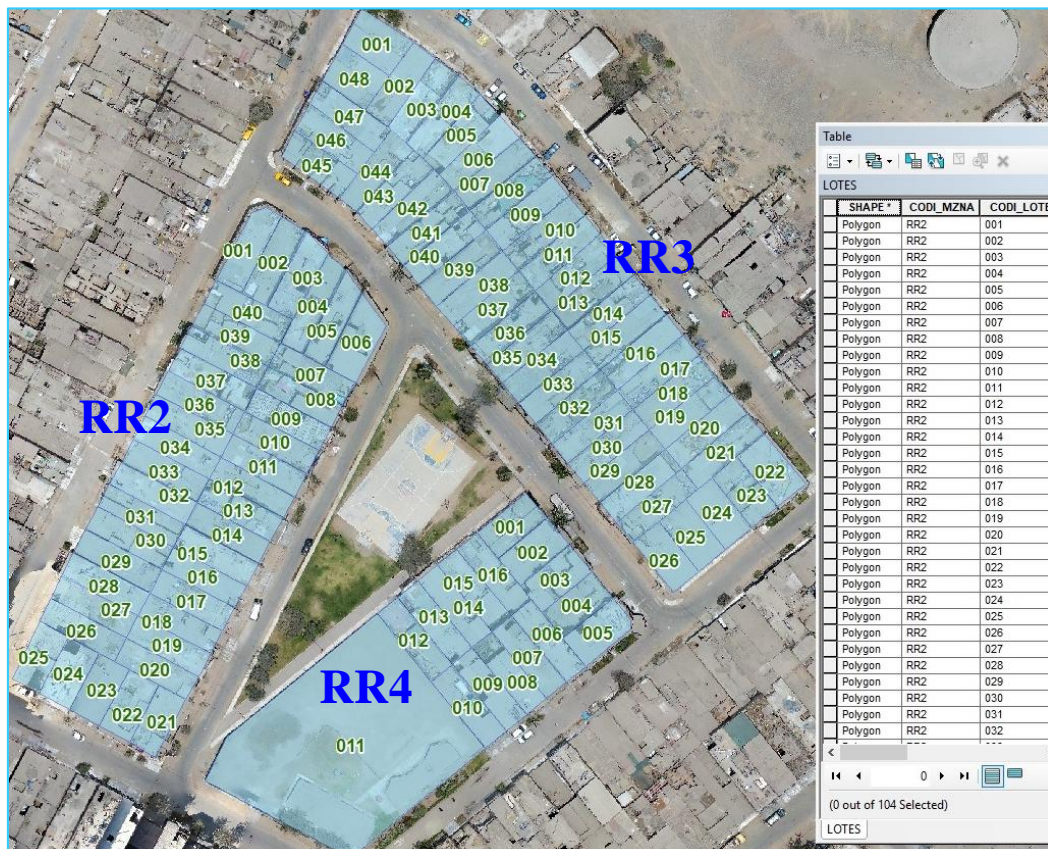 001
048
002
003
004
047
005
046
006
045
044
007
008
043
042
009
041
010
040
039
011
RR3
012
038
013
037
014
036
015
035
034
016
033
017
032
018
031
019
030
020
029
021
028
022
027
023
024
025
026
001
002
003
040
004
039
005
006
038
037
007
036
008
RR2
035
009
034
010
033
011
032
012
031
013
030
014
029
015
028
016
027
017
026
018
025
019
024
020
023
022
021
001
002
016
015
003
014
013
004
012
006
005
007
RR4
009
008
010
011
Table
LOTES
SHAPE * CODI_MZNA CODI_LOTE
Polygon RR2 001
Polygon RR2 002
Polygon RR2 003
Polygon RR2 004
Polygon RR2 005
Polygon RR2 006
Polygon RR2 007
Polygon RR2 008
Polygon RR2 009
Polygon RR2 010
Polygon RR2 011
Polygon RR2 012
Polygon RR2 013
Polygon RR2 014
Polygon RR2 015
Polygon RR2 016
Polygon RR2 017
Polygon RR2 018
Polygon RR2 019
Polygon RR2 020
Polygon RR2 021
Polygon RR2 022
Polygon RR2 023
Polygon RR2 024
Polygon RR2 025
Polygon RR2 026
Polygon RR2 027
Polygon RR2 028
Polygon RR2 029
Polygon RR2 030
Polygon RR2 031
Polygon RR2 032
0
(0 out of 104 Selected)
LOTES